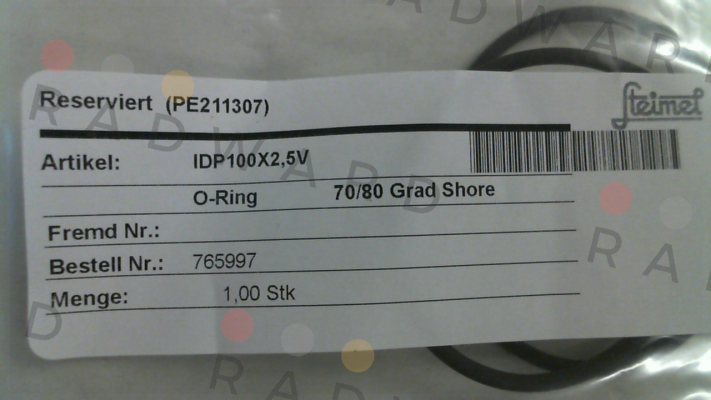 RADWARD
Reserviert (PE211307)
Steimel
Artikel: IDP100X2,5V
O-Ring 70/80 Grad Shore
Fremd Nr.:
Bestell Nr.: 765997
Menge: 1,00 Stk